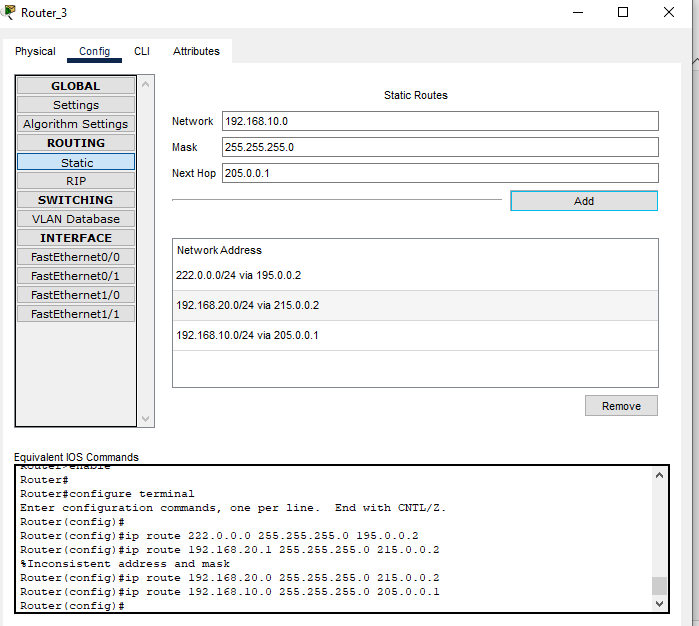 Router_3
Physical Config CLI Attributes
GLOBAL
Settings
Algorithm Settings
ROUTING
Static
RIP
SWITCHING
VLAN Database
INTERFACE
FastEthernet0/0
FastEthernet0/1
FastEthernet1/0
FastEthernet1/1
Static Routes
Network 192.168.10.0
Mask 255.255.255.0
Next Hop 205.0.0.1
Add
Network Address
222.0.0.0/24 via 195.0.0.2
192.168.20.0/24 via 215.0.0.2
192.168.10.0/24 via 205.0.0.1
Remove
Equivalent IOS Commands
Router>enable
Router#
Router#configure terminal
Enter configuration commands, one per line.  End with CNTL/Z.
Router(config)#
Router(config)#ip route 222.0.0.0 255.255.255.0 195.0.0.2
Router(config)#ip route 192.168.20.1 255.255.255.0 215.0.0.2
%Inconsistent address and mask
Router(config)#ip route 192.168.20.0 255.255.255.0 215.0.0.2
Router(config)#ip route 192.168.10.0 255.255.255.0 205.0.0.1
Router(config)#